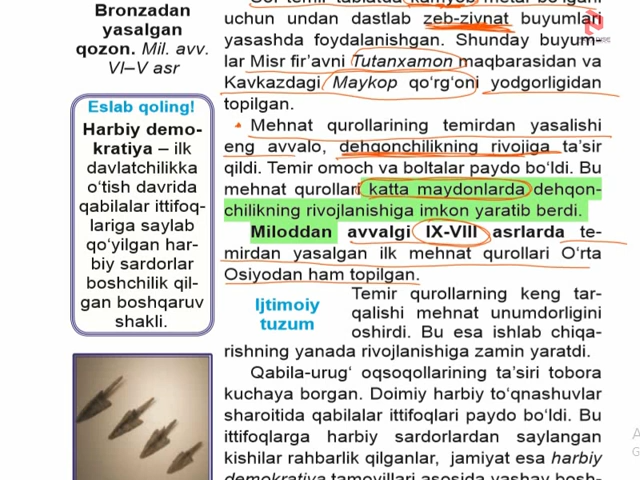 Bronzadan
yasalgan
qozon. Mil. avv.
VI–V asr
Eslab qoling!
Harbiy demo-
kratiya – ilk
davlatchilikka
o‘tish davrida
qabilalar ittifoq-
lariga saylab
qo‘yilgan har-
biy sardorlar
boshchilik qil-
gan boshqaruv
shakli.
uchun undan dastlab zeb-ziynat buyumlari
yasashda foydalanishgan. Shunday buyum-
lar Misr fir’avni Tutanxamon maqbarasidan va
Kavkazdagi Maykop qo‘rg‘oni yodgorligidan
topilgan.
Mehnat qurollarining temirdan yasalishi
eng avvalo, dehqonchilikning rivojiga ta’sir
qildi. Temir omoch va boltalar paydo bo‘ldi. Bu
mehnat qurollari katta maydonlarda dehqon-
chilikning rivojlanishiga imkon yaratib berdi.
Miloddan avvalgi IX-VIII asrlarda te-
mirdan yasalgan ilk mehnat qurollari O‘rta
Osiyodan ham topilgan.
Ijtimoiy
tuzum
Temir qurollarning keng tar-
qalishi mehnat unumdorligini
oshirdi. Bu esa ishlab chiqa-
rishning yanada rivojlanishiga zamin yaratdi.
Qabila-urug‘ oqsoqollarining ta’siri tobora
kuchaya borgan. Doimiy harbiy to‘qnashuvlar
sharoitida qabilalar ittifoqlari paydo bo‘ldi. Bu
ittifoqlarga harbiy sardorlardan saylangan
kishilar rahbarlik qilganlar, jamiyat esa harbiy
demokratiya tamoyillari asosida yashay bosh-